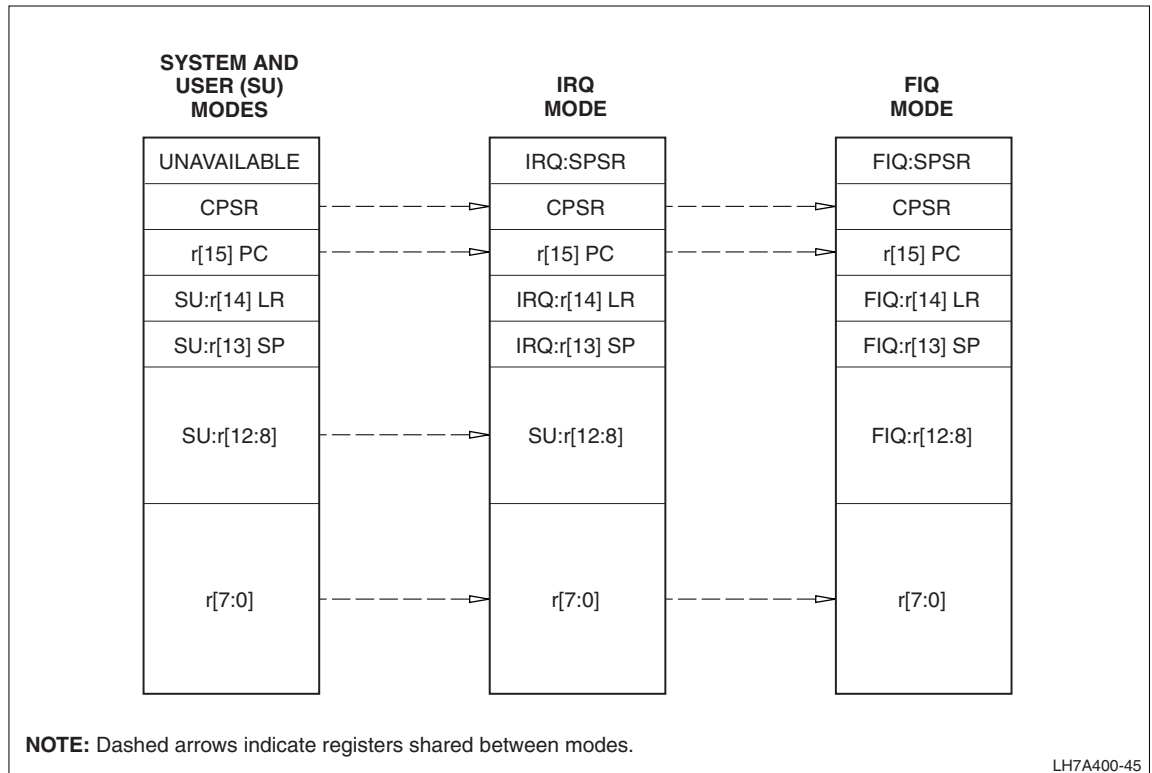 SYSTEM AND
USER (SU)
MODES
IRQ
MODE
FIQ
MODE
UNAVAILABLE
IRQ:SPSR
FIQ:SPSR
CPSR
CPSR
CPSR
r[15] PC
r[15] PC
r[15] PC
SU:r[14] LR
IRQ:r[14] LR
FIQ:r[14] LR
SU:r[13] SP
IRQ:r[13] SP
FIQ:r[13] SP
SU:r[12:8]
SU:r[12:8]
FIQ:r[12:8]
r[7:0]
r[7:0]
r[7:0]
NOTE: Dashed arrows indicate registers shared between modes.
LH7A400-45